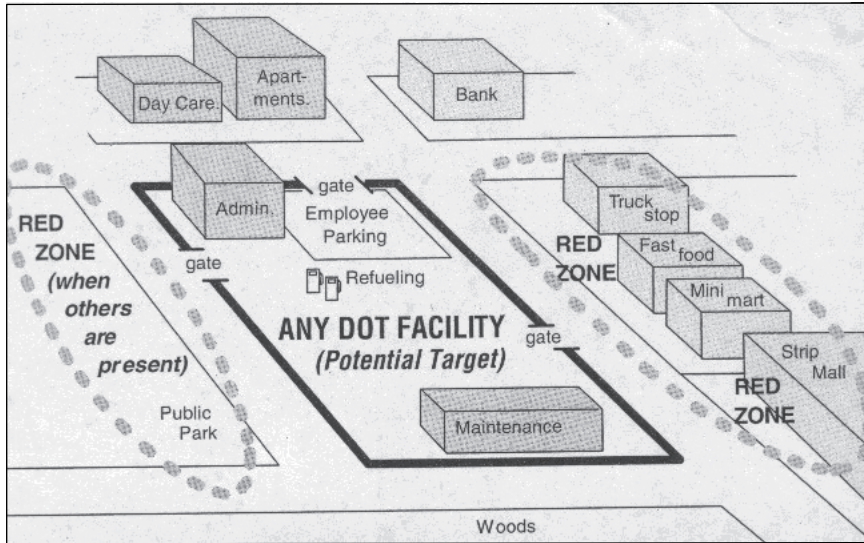 Day Care.
Apart-
ments.
Bank
Admin.
gate
Employee
Parking
Refueling
gate
RED
ZONE
(when
others
are
present)
Public
Park
ANY DOT FACILITY
(Potential Target)
gate
Maintenance
Truck
stop
RED
ZONE
Fast
food
Mini
mart
Strip
Mall
RED
ZONE
Woods